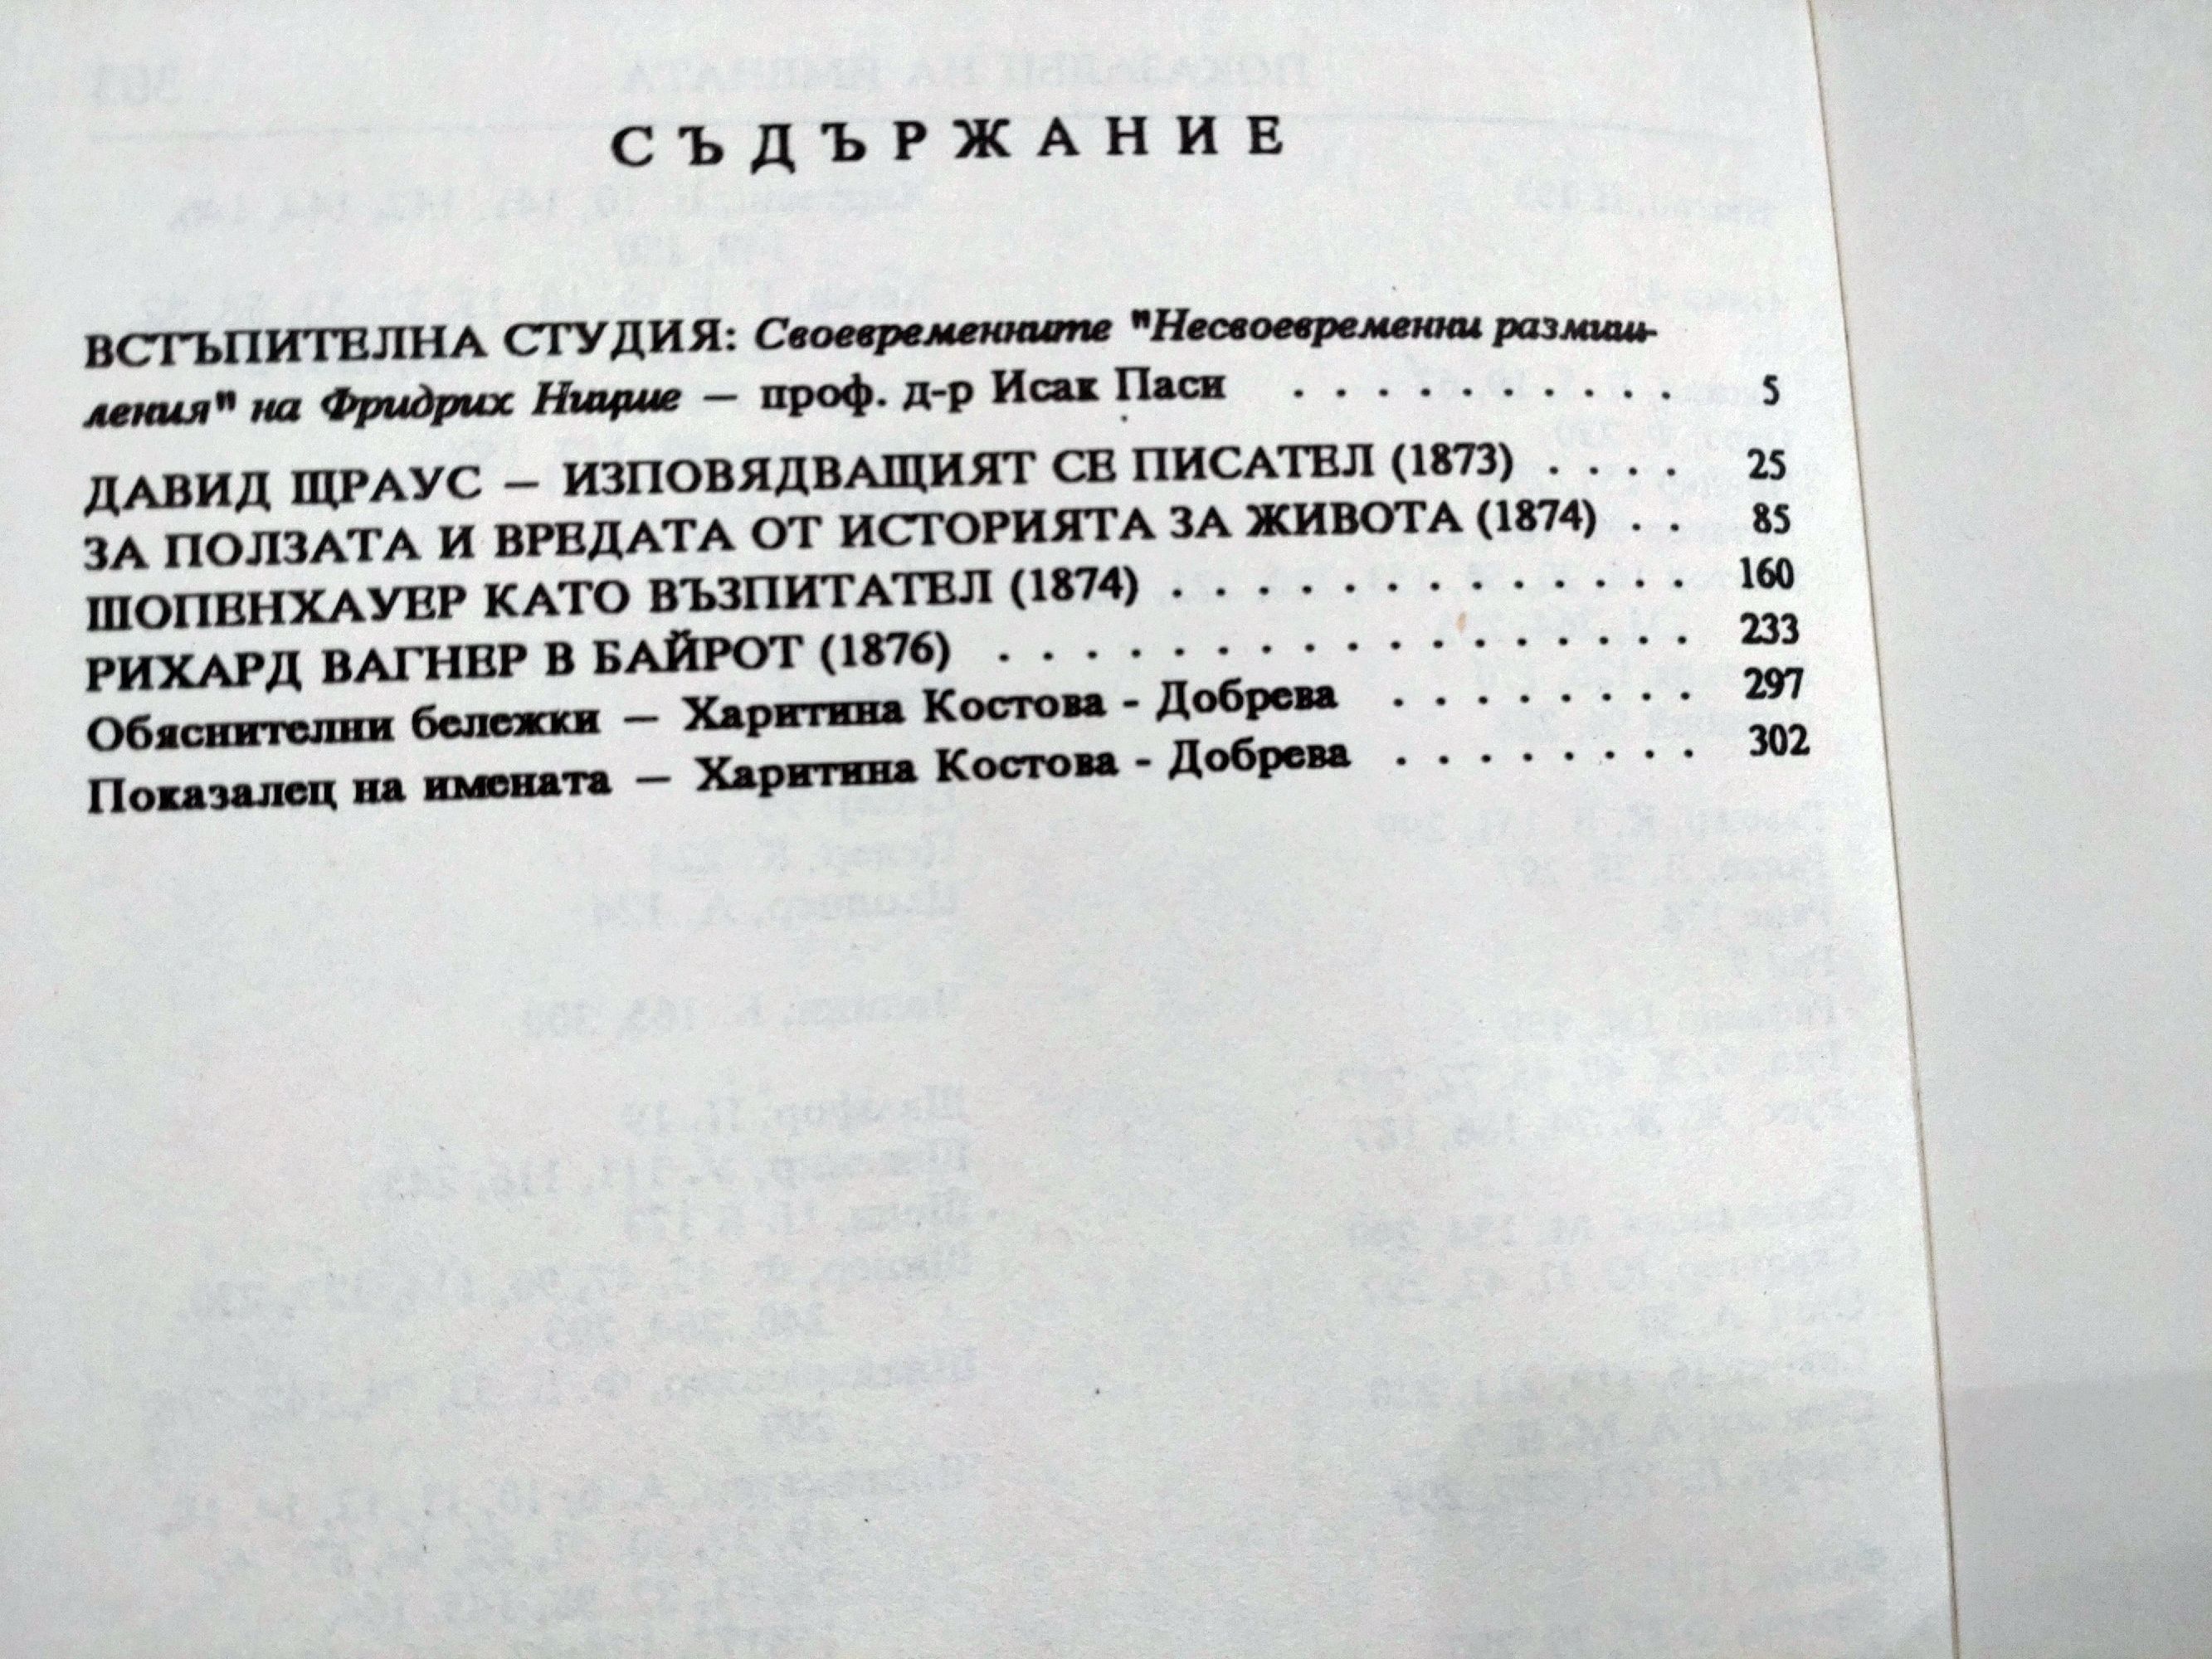 СЪДЪРЖАНИЕ
ВСТЪПИТЕЛНА СТУДИЯ: Своевременните "Несвоевременни размиш-
ления" на Фридрих Ницше — проф. д-р Исак Паси . . . . . . . . . . 5
ДАВИД ЩРАУС — ИЗПОВЯДВАЩИЯТ СЕ ПИСАТЕЛ (1873) . . . . 25
ЗА ПОЛЗАТА И ВРЕДАТА ОТ ИСТОРИЯТА ЗА ЖИВОТА (1874) . . 85
ШОПЕНХАУЕР КАТО ВЪЗПИТАТЕЛ (1874) . . . . . . . . . . . . . 160
РИХАРД ВАГНЕР В БАЙРОТ (1876) . . . . . . . . . . . . . . . . . 233
Обяснителни бележки — Харитина Костова - Добрева . . . . . . . . 297
Показалец на имената — Харитина Костова - Добрева . . . . . . . . 302